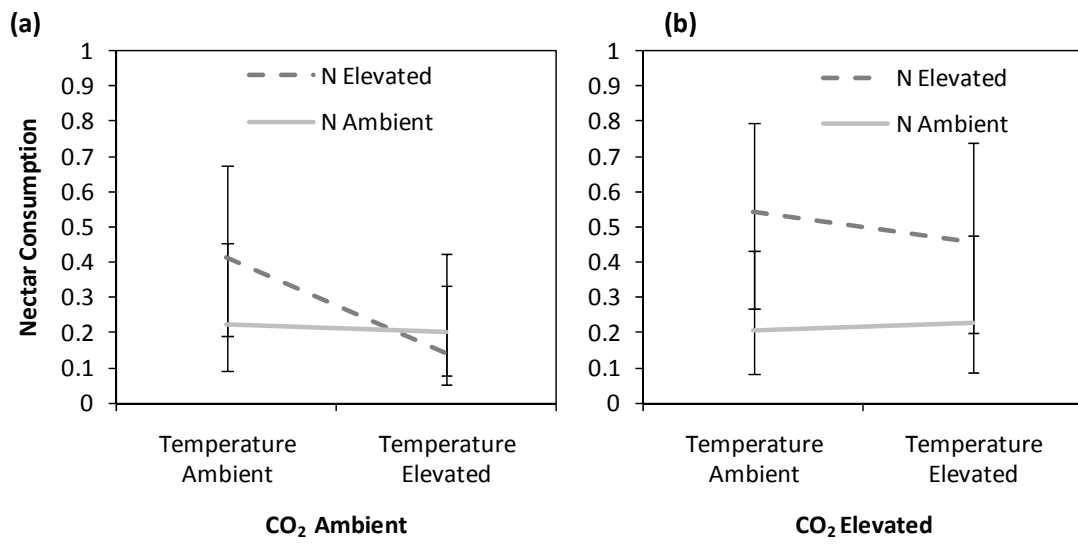 (a)
1
0.9
0.8
0.7
0.6
0.5
0.4
0.3
0.2
0.1
0
Nectar Consumption
N Elevated
N Ambient
Temperature
Ambient
Temperature
Elevated
CO₂ Ambient
(b)
1
0.9
0.8
0.7
0.6
0.5
0.4
0.3
0.2
0.1
0
N Elevated
N Ambient
Temperature
Ambient
Temperature
Elevated
CO₂ Elevated